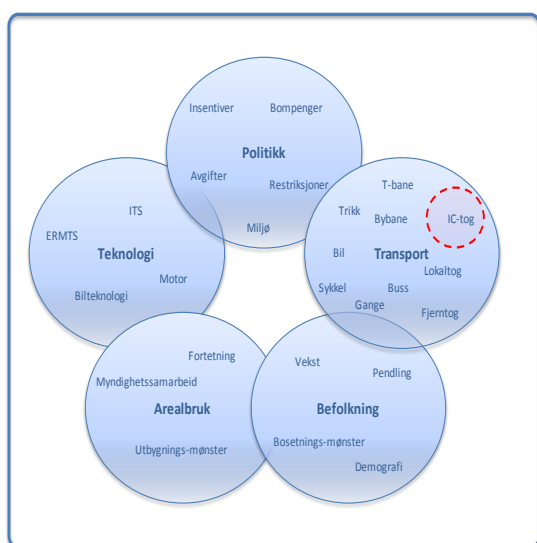 Insentiver
Bompenger
Politikk
Avgifter
Restriksjoner
Miljø
T-bane
Trikk
Bybane
IC-tog
Bil
Transport
Lokaltog
Sykkel
Buss
Gange
Fjerntog
ITS
ERMTS
Teknologi
Motor
Bilteknologi
Fortetning
Myndighetssamarbeid
Arealbruk
Utbygnings-mønster
Vekst
Pendling
Befolkning
Bosetnings-mønster
Demografi